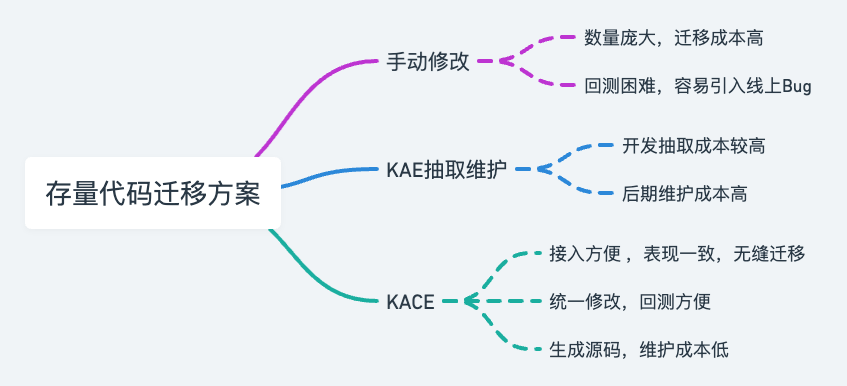 存量代码迁移方案
手动修改
数量庞大，迁移成本高
回测困难，容易引入线上Bug
KAE抽取维护
开发抽取成本较高
后期维护成本高
KACE
接入方便 ，表现一致，无缝迁移
统一修改，回测方便
生成源码，维护成本低